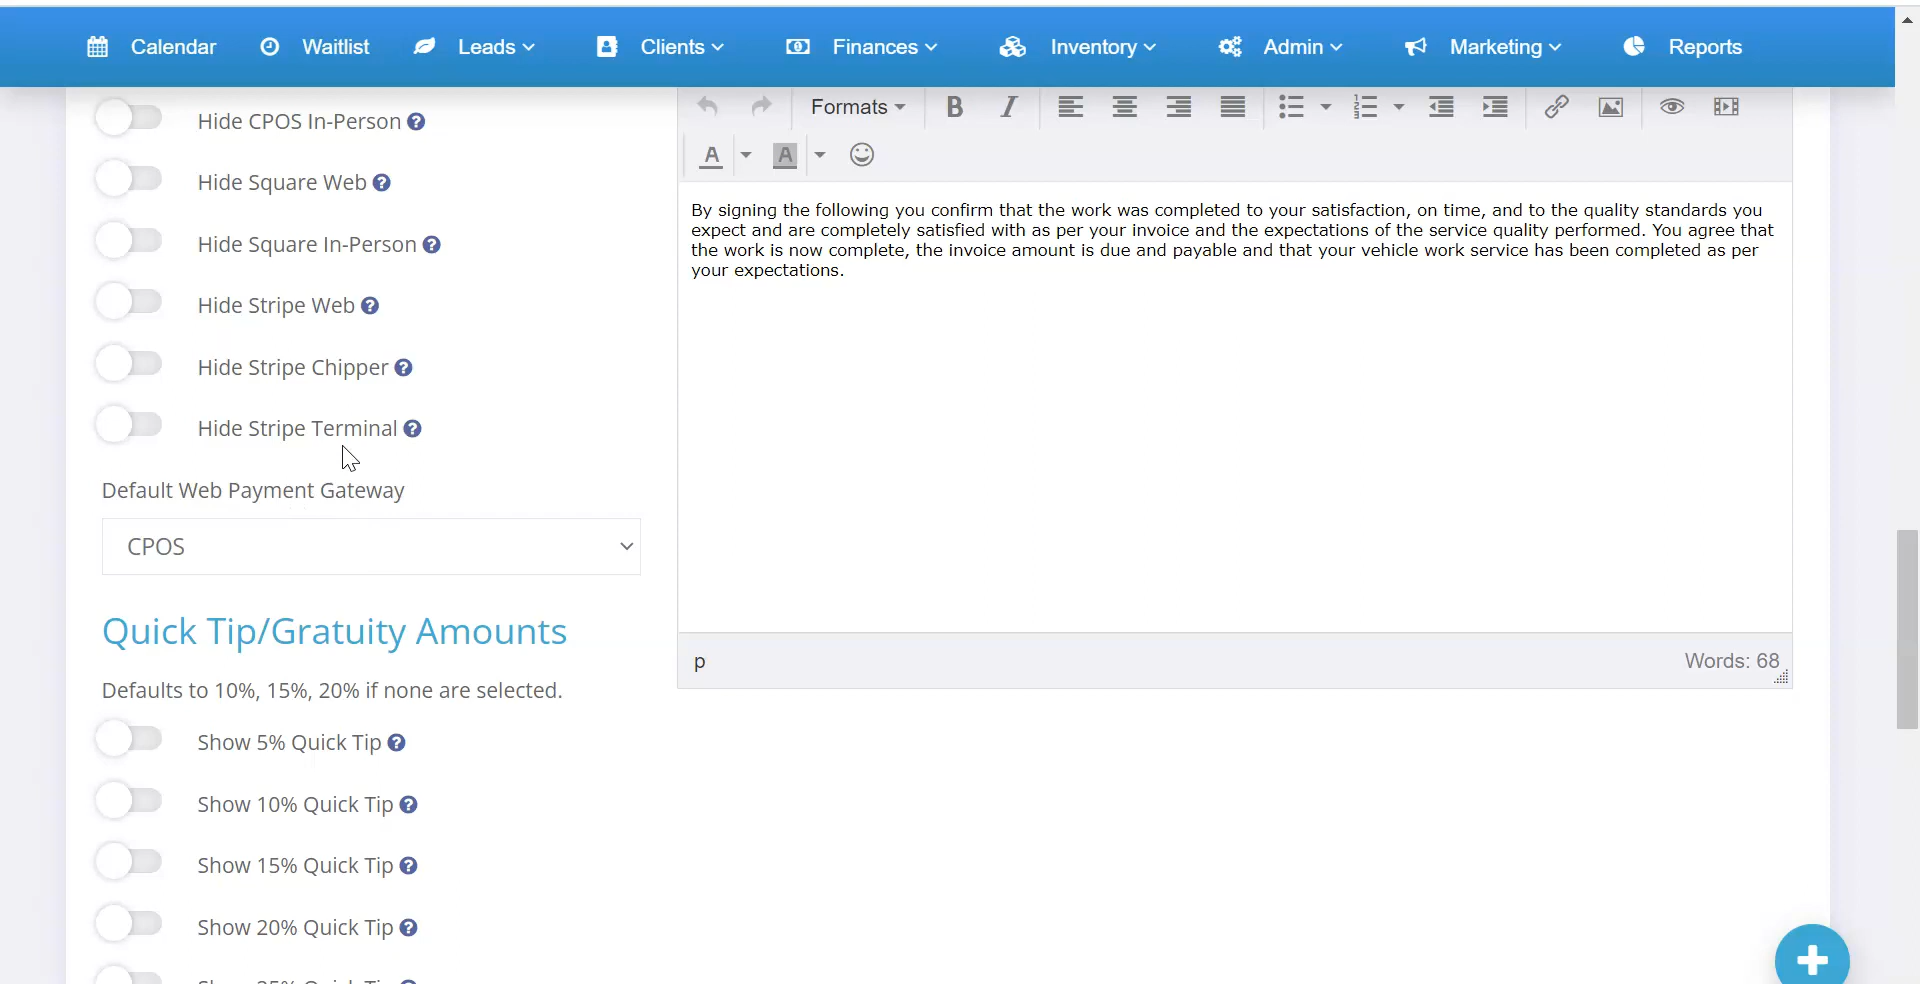 Calendar Waitlist Leads Clients Finances Inventory Admin Marketing Reports
Hide CPOS In-Person
Hide Square Web
Hide Square In-Person
Hide Stripe Web
Hide Stripe Chipper
Hide Stripe Terminal
Default Web Payment Gateway
CPOS
Quick Tip/Gratuity Amounts
Defaults to 10%, 15%, 20% if none are selected.
Show 5% Quick Tip
Show 10% Quick Tip
Show 15% Quick Tip
Show 20% Quick Tip
Formats B I
A A
By signing the following you confirm that the work was completed to your satisfaction, on time, and to the quality standards you
expect and are completely satisfied with as per your invoice and the expectations of the service quality performed. You agree that
the work is now complete, the invoice amount is due and payable and that your vehicle work service has been completed as per
your expectations.
p Words: 68